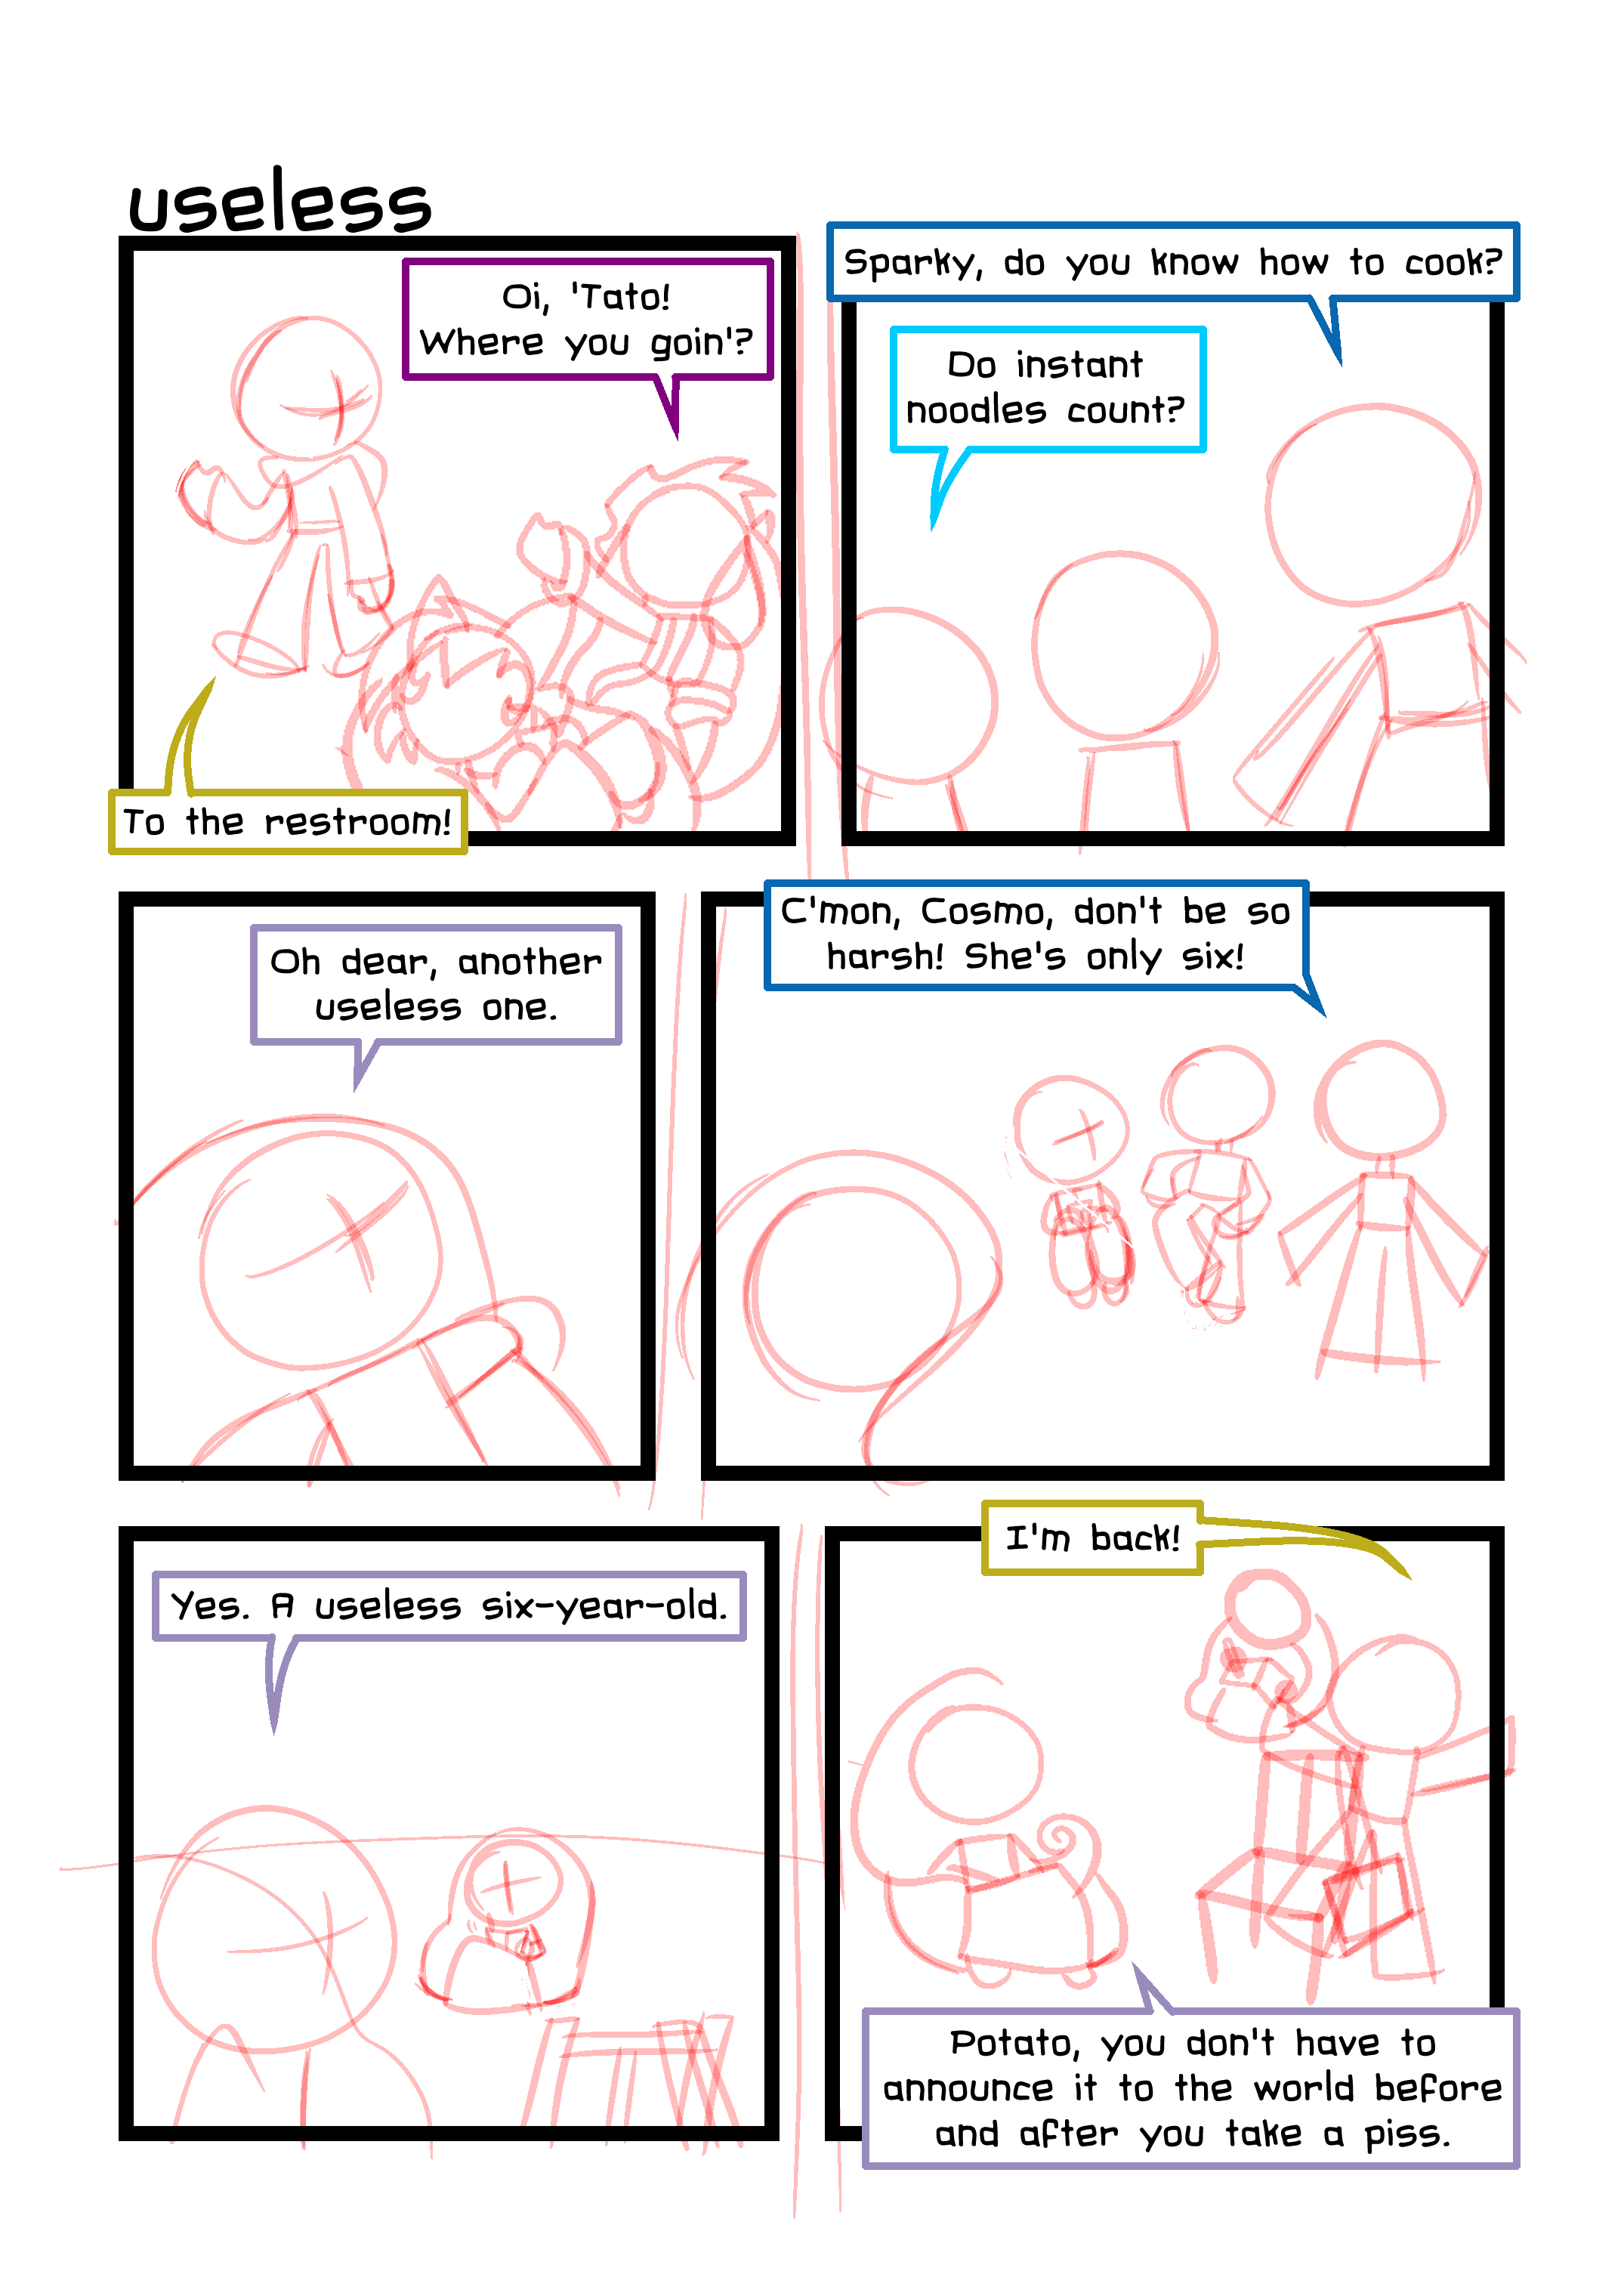 useless
Oi, 'Tato!
Where you goin'?
To the restroom!
Sparky, do you know how to cook?
Do instant
noodles count?
Oh dear, another
useless one.
C'mon, Cosmo, don't be so
harsh! She's only six!
Yes. A useless six-year-old.
I'm back!
Potato, you don't have to
announce it to the world before
and after you take a piss.